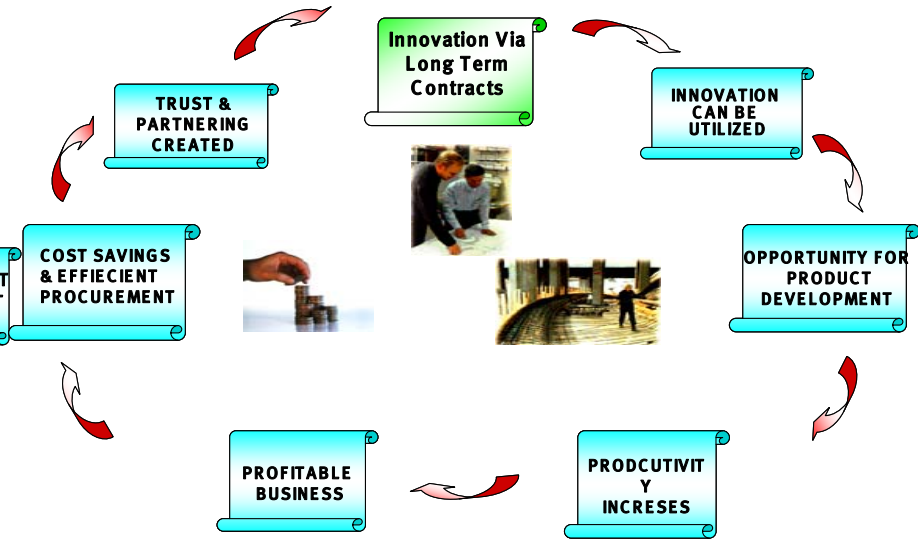 Innovation Via
Long Term
Contracts
INNOVATION
CAN BE
UTILIZED
OPPORTUNITY FOR
PRODUCT
DEVELOPMENT
PRODCUTIVIT
Y
INCRESES
PROFITABLE
BUSINESS
COST SAVINGS
& EFFIECIENT
PROCUREMENT
TRUST &
PARTNERING
CREATED